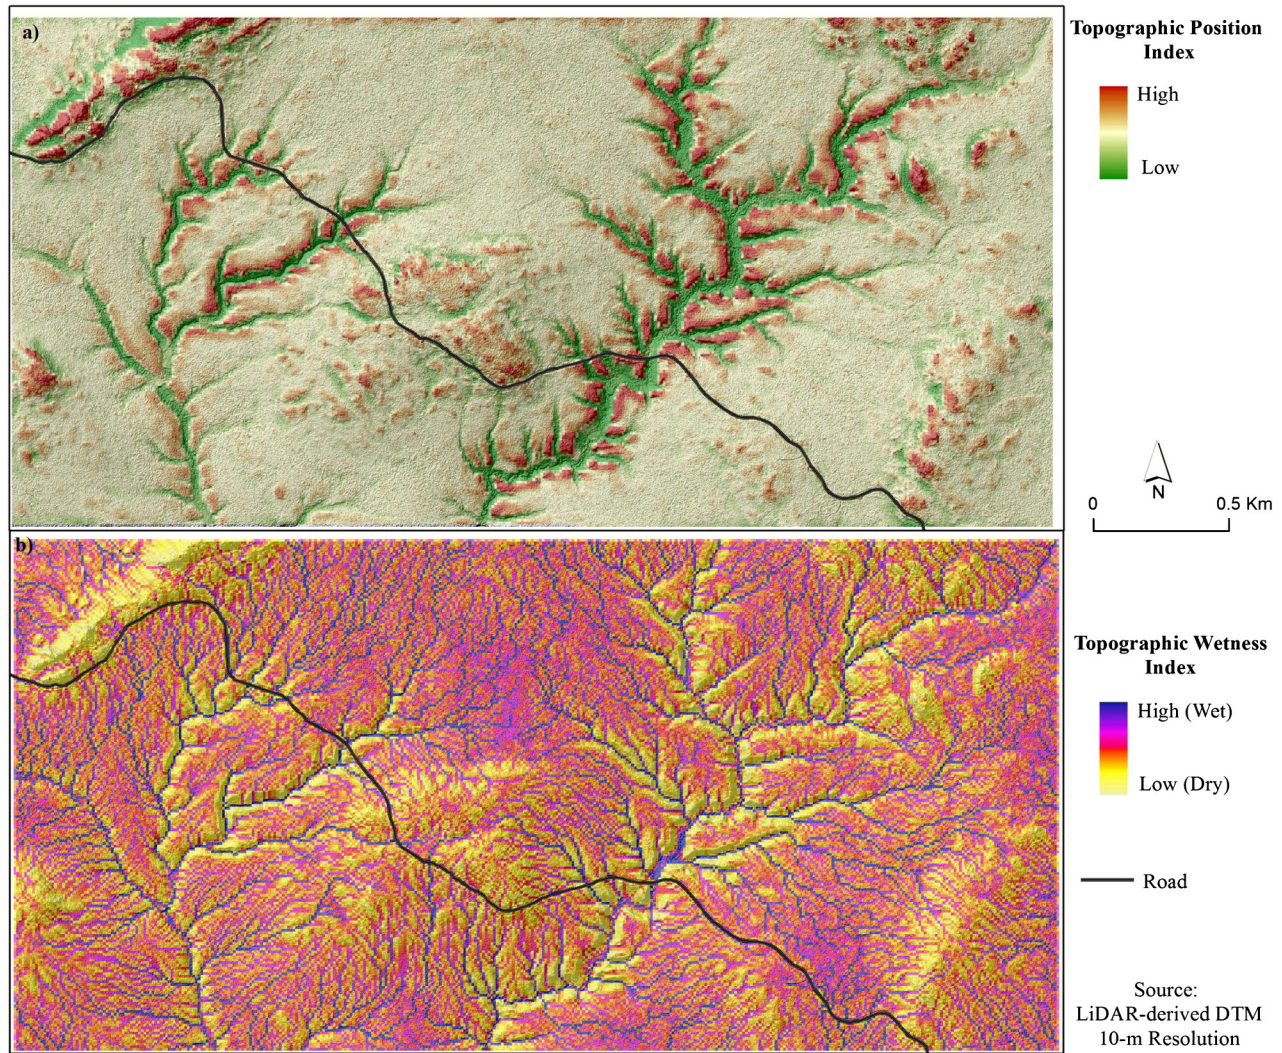 a)
Topographic Position
Index
High
Low
N
0 0.5 Km
b)
Topographic Wetness
Index
High (Wet)
Low (Dry)
Road
Source:
LiDAR-derived DTM
10-m Resolution